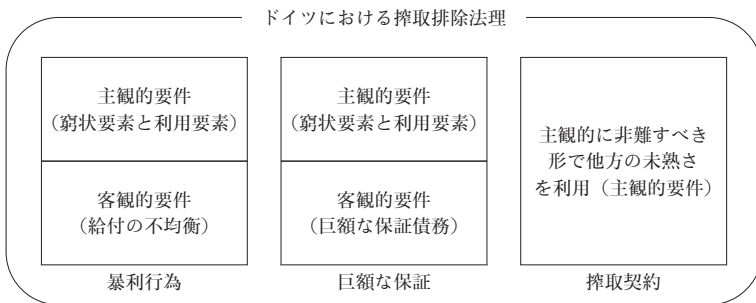 ドイツにおける搾取排除法理
主観的要件
（窮状要素と利用要素）
客観的要件
（給付の不均衡）
暴利行為
主観的要件
（窮状要素と利用要素）
客観的要件
（巨額な保証債務）
巨額な保証
主観的に非難すべき
形で他方の未熟さ
を利用（主観的要件）
搾取契約